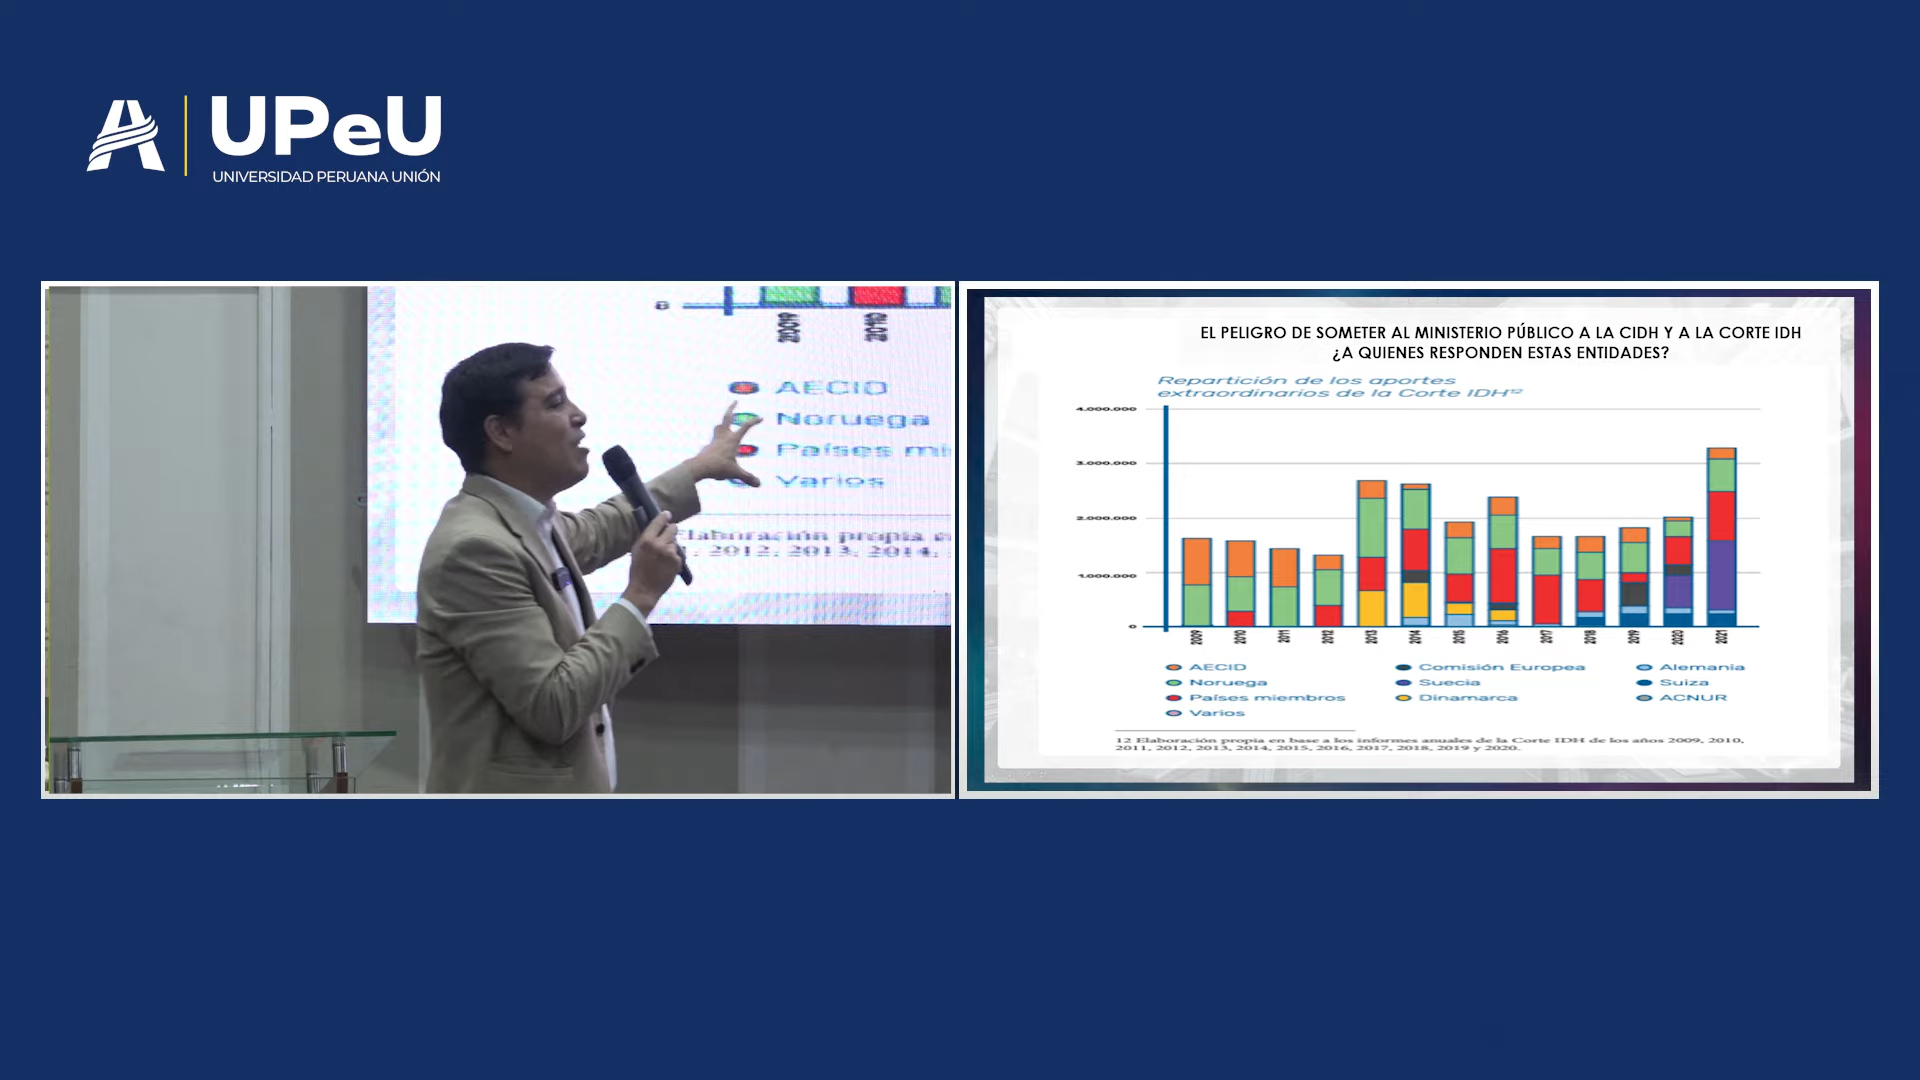 UPeU
UNIVERSIDAD PERUANA UNIÓN
0
2009
2010
AECID
Noruega
Países mi
Varios
Elaboración propia e
2012, 2013, 2014,
EL PELIGRO DE SOMETER AL MINISTERIO PÚBLICO A LA CIDH Y A LA CORTE IDH
¿A QUIENES RESPONDEN ESTAS ENTIDADES?
Repartición de los aportes
extraordinarios de la Corte IDH¹²
4.000.000
3.000.000
2.000.000
1.000.000
0
2009 2010 2011 2012 2013 2014 2015 2016 2017 2018 2019 2020 2021
AECID Comisión Europea Alemania
Noruega Suecia Suiza
Países miembros Dinamarca ACNUR
Varios
12 Elaboración propia en base a los informes anuales de la Corte IDH de los años 2009, 2010,
2011, 2012, 2013, 2014, 2015, 2016, 2017, 2018, 2019 y 2020.